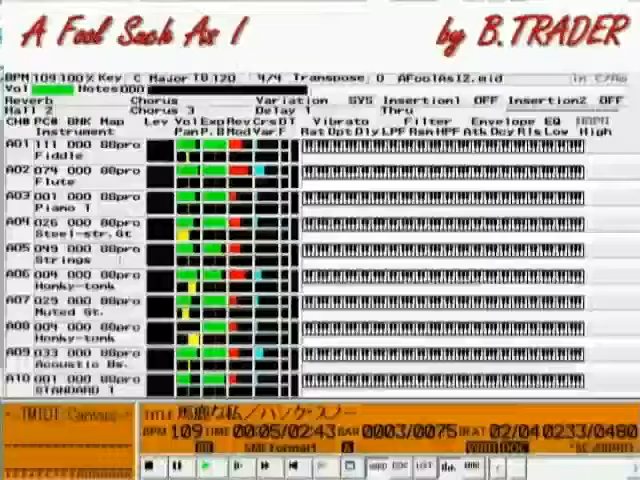 A Fool Such As I
by B.TRADER
BPM 109 100% Key C Major TB 120 4/4 Transpose 0 AFoolAsI2.mid in C/Am
Vol Notes 000
Reverb Chorus Variation SYS Insertion1 OFF Insertion2 OFF
Hall 2 Chorus 3 Delay 1 Thru
CH# PC# BNK Map Lev Vol Exp Rev Crs DT Vibrato Filter Envelope EQ
Instrument Pan P.B Mod Var. F Rat Dpt Dly LPF Rsn HPF Atk Dcy Rls Low High
A01 111 000 88pro
Fiddle
A02 074 000 88pro
Flute
A03 001 000 88pro
Piano 1
A04 026 000 88pro
Steel-str.Gt
A05 049 000 88pro
Strings
A06 004 000 88pro
Honky-tonk
A07 029 000 88pro
Muted Gt.
A08 004 000 88pro
Honky-tonk
A09 033 000 88pro
Acoustic Bs.
A10 001 000 88pro
STANDARD 1
TMIDI Canvas
TITLE 馬鹿な私／ハンク・スノー
BPM 109 TIME 00:05/02:43 BAR 0003/0075 BEAT 02/04 0233/0480
SMF format1